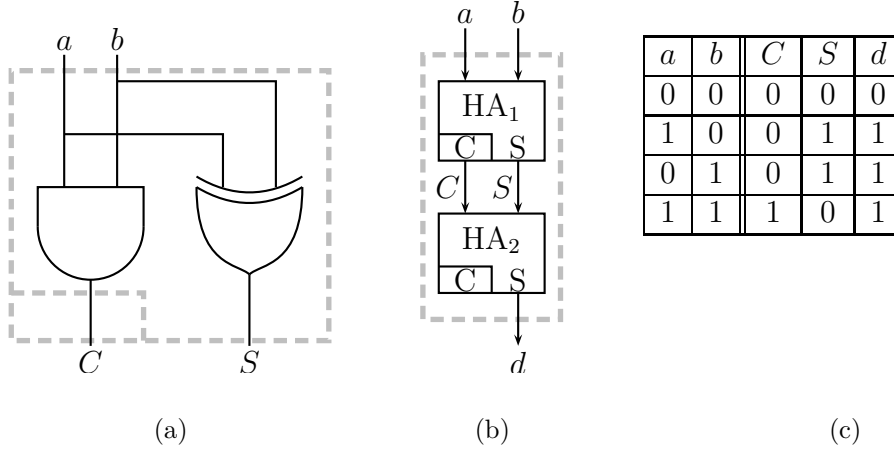 a b
C S
(a)
a b
HA₁
C S
C S
HA₂
C S
d
(b)
a b C S d
0 0 0 0 0
1 0 0 1 1
0 1 0 1 1
1 1 1 0 1
(c)